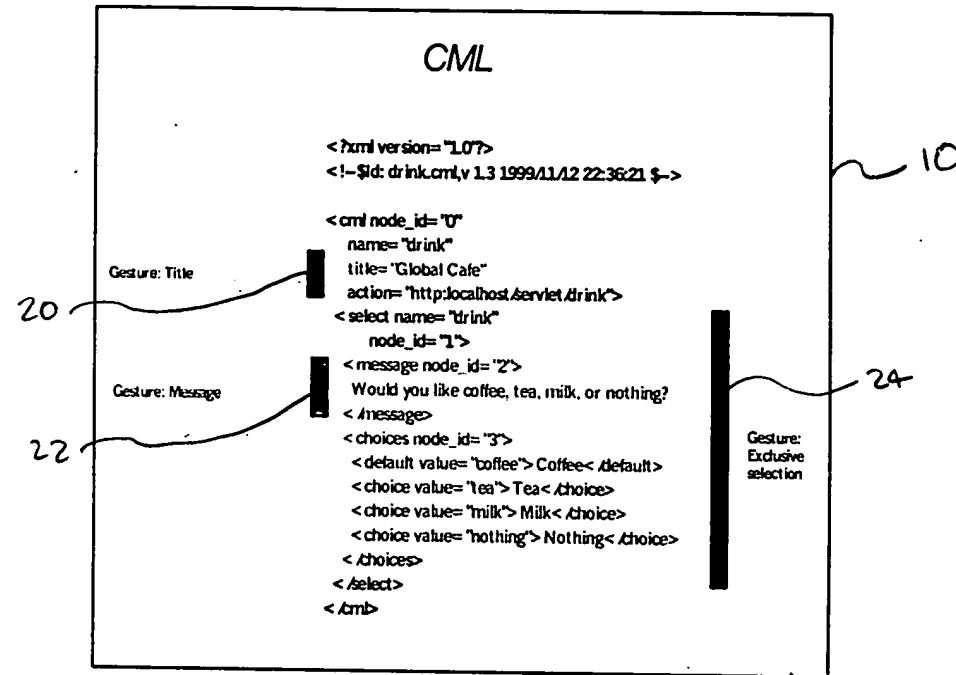 CML
<?xml version="1.0"?>
<!--$Id: drink.cml,v 1.3 1999/11/12 22:36:21 $-->
10
<cml node_id="0"
name="drink"
Gesture: Title
title="Global Cafe"
action="http:localhost/servlet/drink">
20
<select name="drink"
node_id="1">
<message node_id="2">
24
Gesture: Message
Would you like coffee, tea, milk, or nothing?
</message>
22
<choices node_id="3">
Gesture:
Exclusive
selection
<default value="coffee"> Coffee</default>
<choice value="tea"> Tea</choice>
<choice value="milk"> Milk</choice>
<choice value="nothing"> Nothing</choice>
</choices>
</select>
</cml>